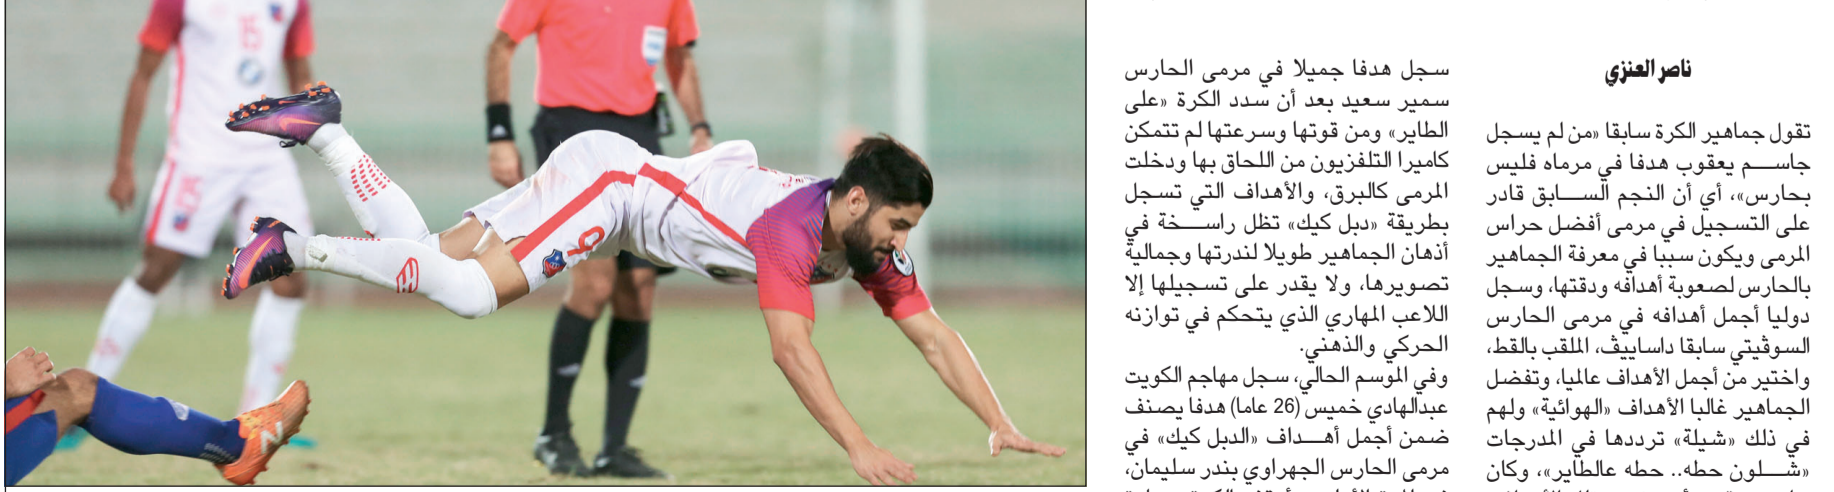 ناصر العنزي
تقول جماهير الكرة سابقا «من لم يسجل
جاسم يعقوب هدفا في مرماه فليس
بحارس»، أي أن النجم السابق قادر
على التسجيل في مرمى أفضل حراس
المرمى ويكون سببا في معرفة الجماهير
بالحارس لصعوبة أهدافه ودقتها، وسجل
دوليا أجمل أهدافه في مرمى الحارس
السوڤيتي سابقا داساييڤ، الملقب بالقط،
واختير من أجمل الأهداف عالميا، وتفضل
الجماهير غالبا الأهداف «الهوائية» ولهم
في ذلك «شيلة» ترددها في المدرجات
«شلون حطه.. حطه عالطاير»، وكان
سجل هدفا جميلا في مرمى الحارس
سمير سعيد بعد أن سدد الكرة «على
الطاير» ومن قوتها وسرعتها لم تتمكن
كاميرا التلفزيون من اللحاق بها ودخلت
المرمى كالبرق، والأهداف التي تسجل
بطريقة «دبل كيك» تظل راسخة في
أذهان الجماهير طويلا لندرتها وجمالية
تصويرها، ولا يقدر على تسجيلها إلا
اللاعب المهاري الذي يتحكم في توازنه
الحركي والذهني.
وفي الموسم الحالي، سجل مهاجم الكويت
عبدالهادي خميس (26 عاما) هدفا يصنف
ضمن أجمل أهداف «الدبل كيك» في
مرمى الحارس الجهراوي بندر سليمان،
15
9